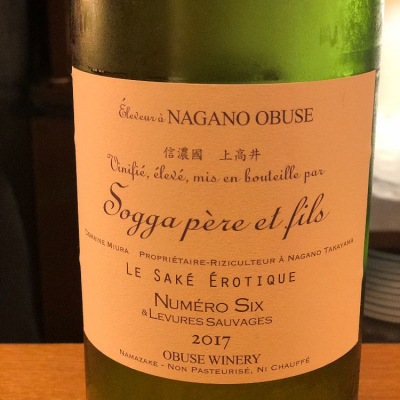 Éleveur à NAGANO OBUSE
信濃國 上高井
Vinifié, élevé, mis en bouteille par
Sogga père et fils
Domaine Miura Propriétaire-Riziculteur à Nagano Takayama
Le Saké Érotique
Numéro Six
& Levures Sauvages
2017
OBUSE WINERY
Namazaké - Non Pasteurisé, Ni Chauffé